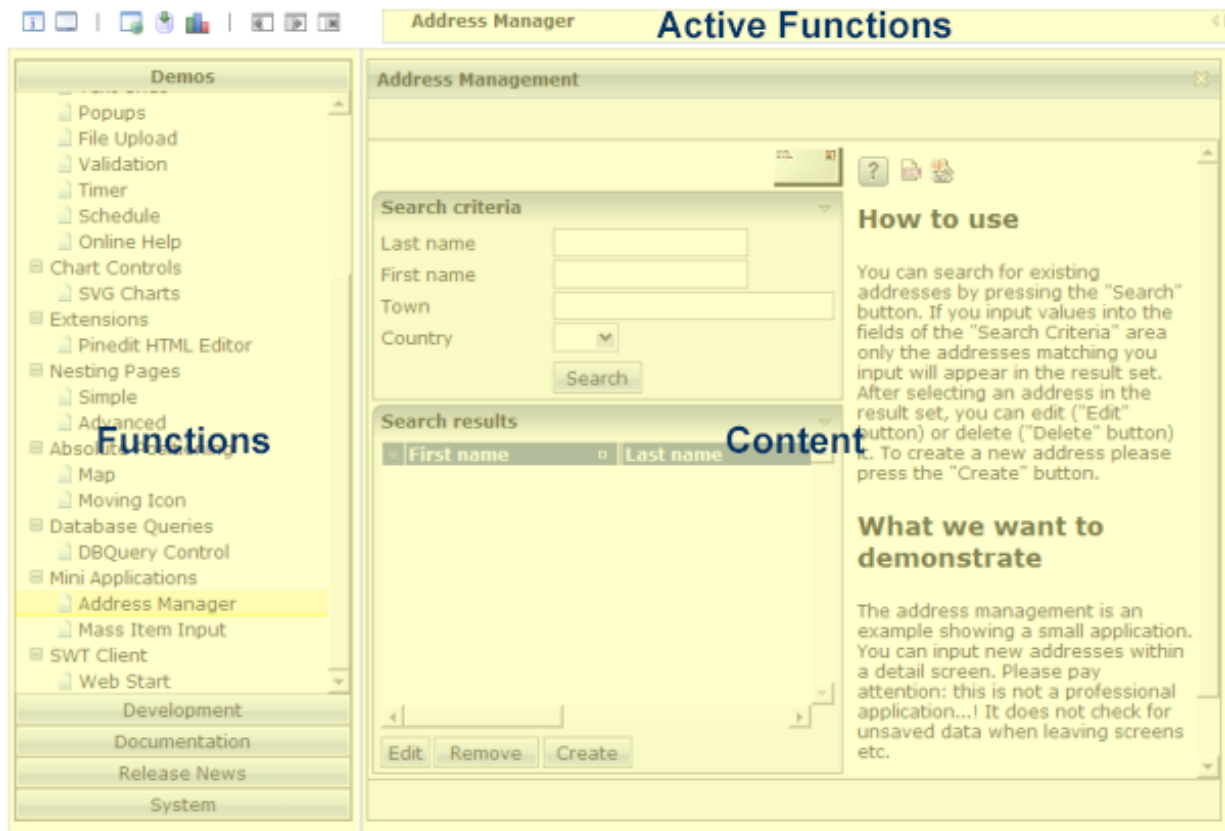 Address Manager
Active Functions
Demos
Popups
File Upload
Validation
Timer
Schedule
Online Help
Chart Controls
SVG Charts
Extensions
Pinedit HTML Editor
Nesting Pages
Simple
Advanced
Functions
Absolute Positioning
Map
Moving Icon
Database Queries
DBQuery Control
Mini Applications
Address Manager
Mass Item Input
SWT Client
Web Start
Development
Documentation
Release News
System
Address Management
Search criteria
Last name
First name
Town
Country
Search
Search results
First name Last name
Content
Edit Remove Create
?
How to use
You can search for existing
addresses by pressing the "Search"
button. If you input values into the
fields of the "Search Criteria" area
only the addresses matching you
input will appear in the result set.
After selecting an address in the
result set, you can edit ("Edit"
button) or delete ("Delete" button)
it. To create a new address please
press the "Create" button.
What we want to
demonstrate
The address management is an
example showing a small application.
You can input new addresses within
a detail screen. Please pay
attention: this is not a professional
application...! It does not check for
unsaved data when leaving screens
etc.